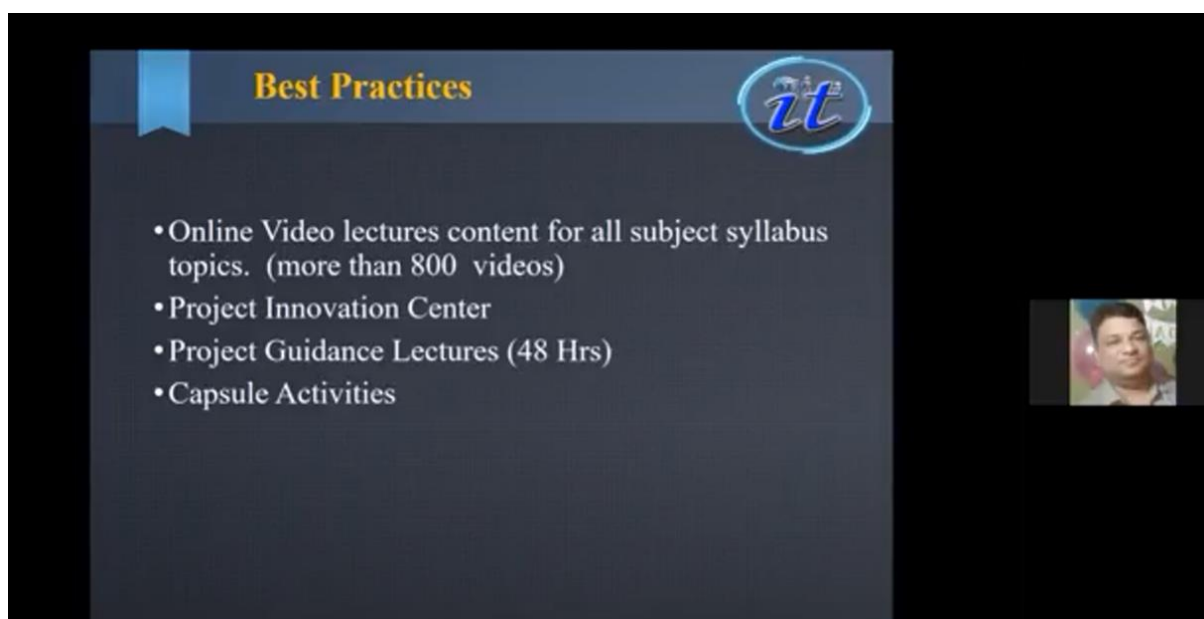 Best Practices
it
•Online Video lectures content for all subject syllabus
topics. (more than 800 videos)
•Project Innovation Center
•Project Guidance Lectures (48 Hrs)
•Capsule Activities